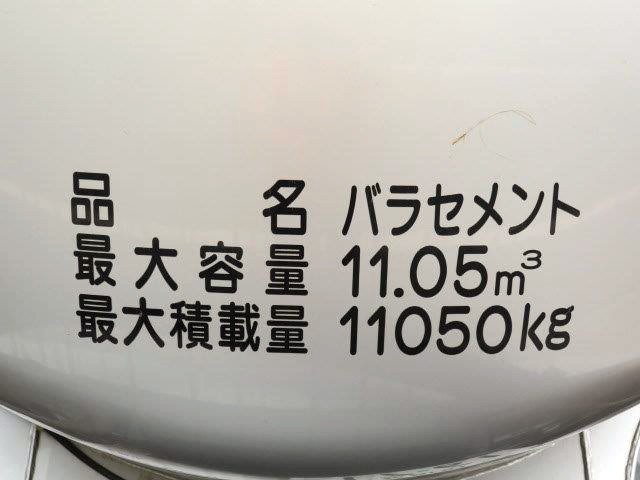 品名 バラセメント
最大容量 11.05m³
最大積載量 11050kg